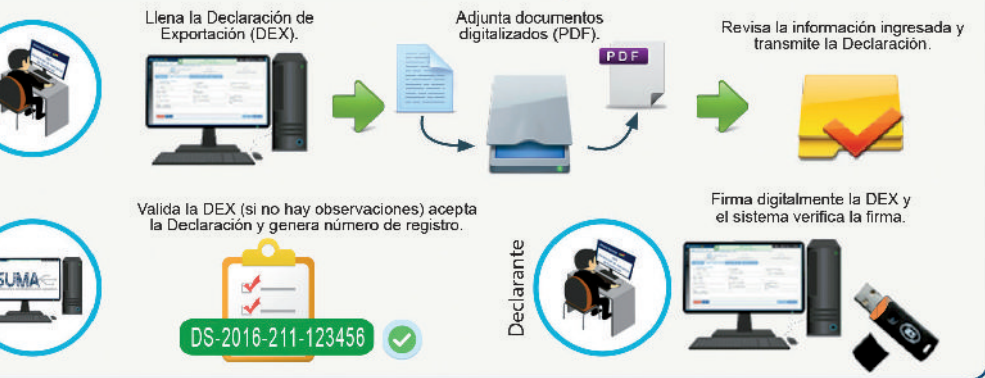 Llena la Declaración de
Exportación (DEX).
Adjunta documentos
digitalizados (PDF).
PDF
Revisa la información ingresada y
transmite la Declaración.
SUMA
Valida la DEX (si no hay observaciones) acepta
la Declaración y genera número de registro.
DS-2016-211-123456
Declarante
Firma digitalmente la DEX y
el sistema verifica la firma.